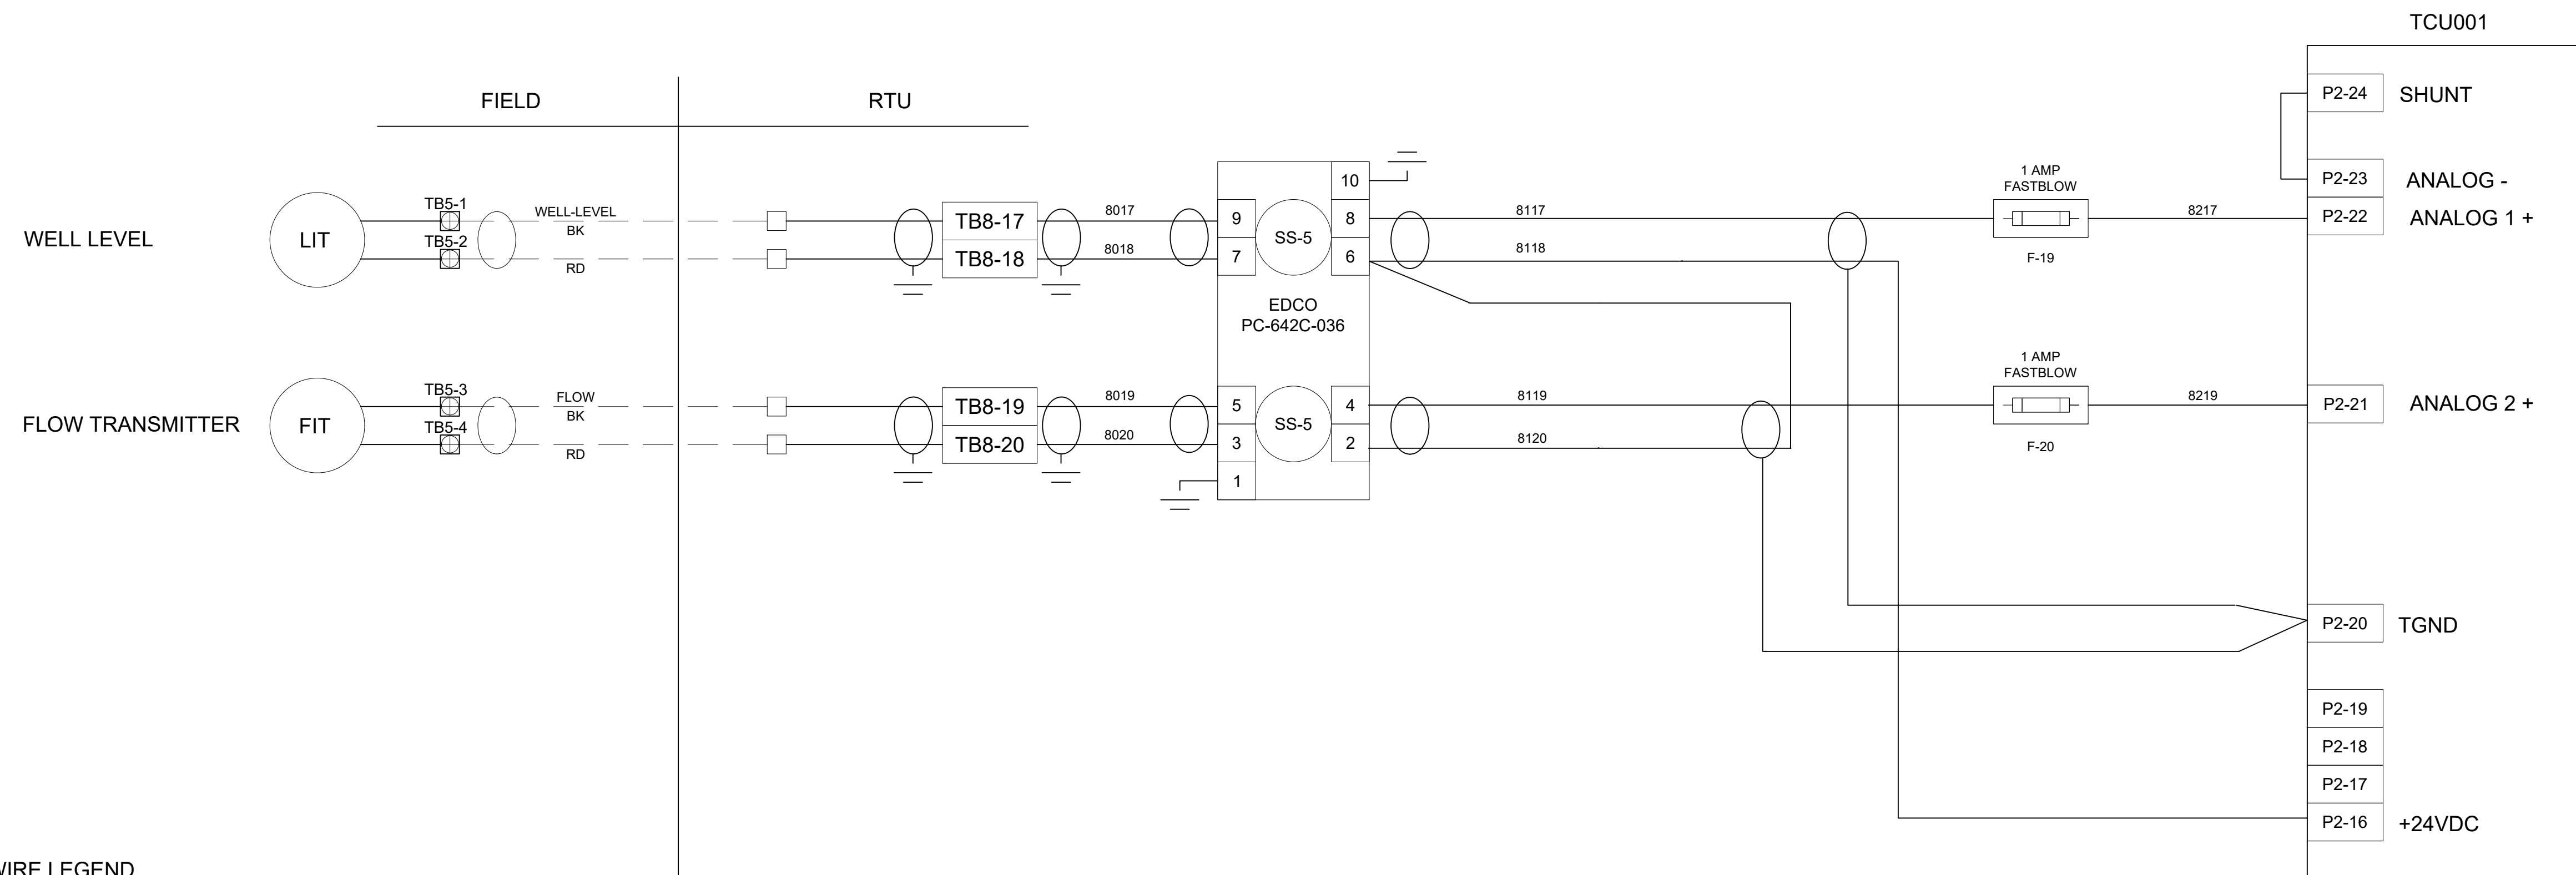 TCU001
P2-24 SHUNT
FIELD
RTU
P2-23 ANALOG -
1 AMP
FASTBLOW
10
TB5-1
WELL-LEVEL
BK
TB8-17
8017
9
8
8117
8217
P2-22 ANALOG 1 +
WELL LEVEL
LIT
SS-5
TB5-2
RD
TB8-18
8018
7
6
8118
F-19
EDCO
PC-642C-036
1 AMP
FASTBLOW
TB5-3
FLOW
BK
TB8-19
8019
5
4
8119
8219
P2-21 ANALOG 2 +
FLOW TRANSMITTER
FIT
SS-5
TB5-4
RD
TB8-20
8020
3
2
8120
F-20
1
P2-20 TGND
P2-19
P2-18
P2-17
P2-16 +24VDC
WIRE LEGEND